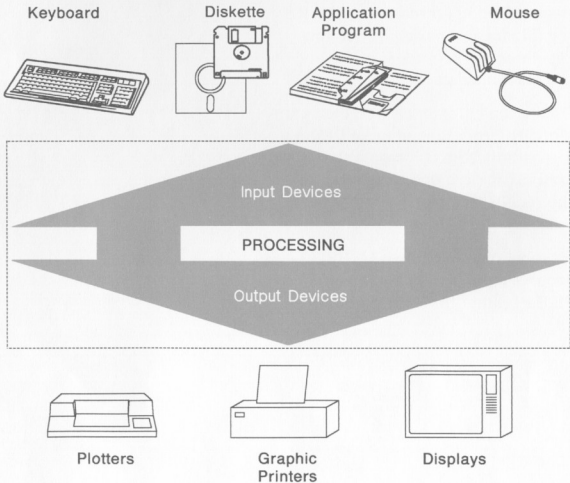 Keyboard
Diskette
Application
Program
Mouse
Input Devices
PROCESSING
Output Devices
Plotters
Graphic
Printers
Displays